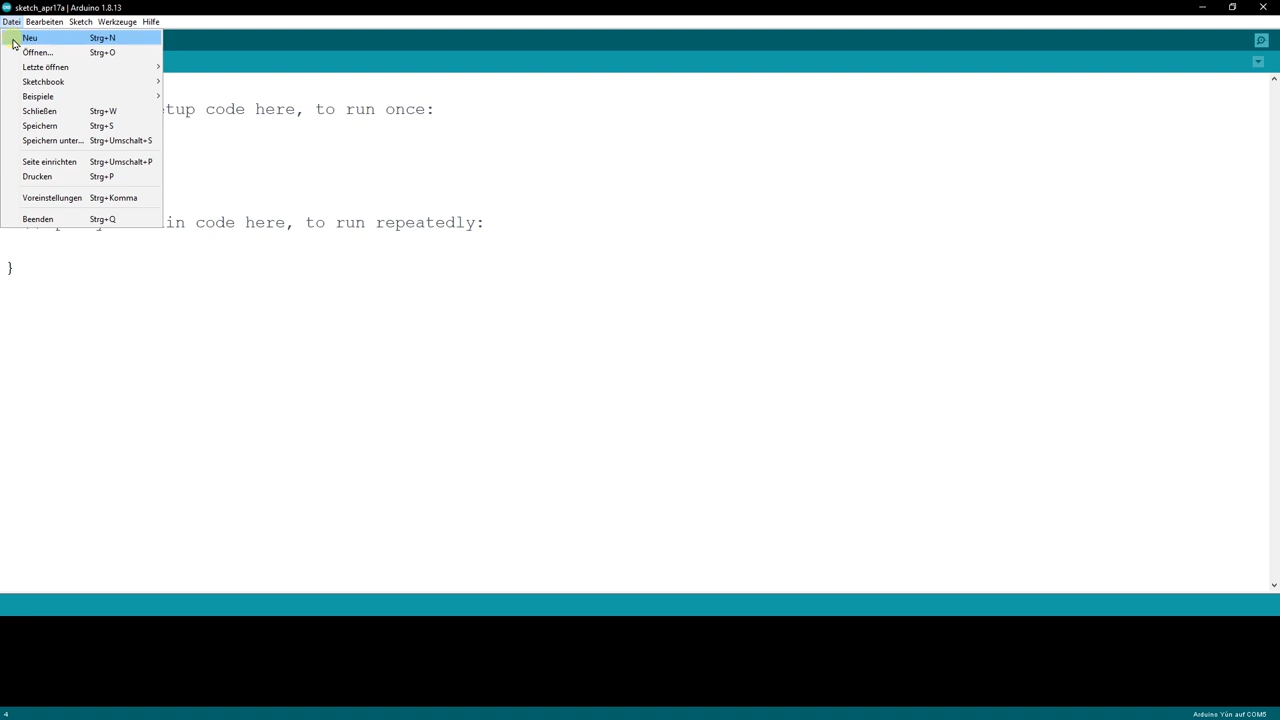 sketch_apr17a | Arduino 1.8.13
Datei Bearbeiten Sketch Werkzeuge Hilfe
Neu Strg+N
Öffnen... Strg+O
Letzte öffnen
Sketchbook
Beispiele
Schließen Strg+W
Speichern Strg+S
Speichern unter... Strg+Umschalt+S
Seite einrichten Strg+Umschalt+P
Drucken Strg+P
Voreinstellungen Strg+Komma
Beenden Strg+Q
code here, to run once:
code here, to run repeatedly:
}
4 Arduino Yún auf COM5